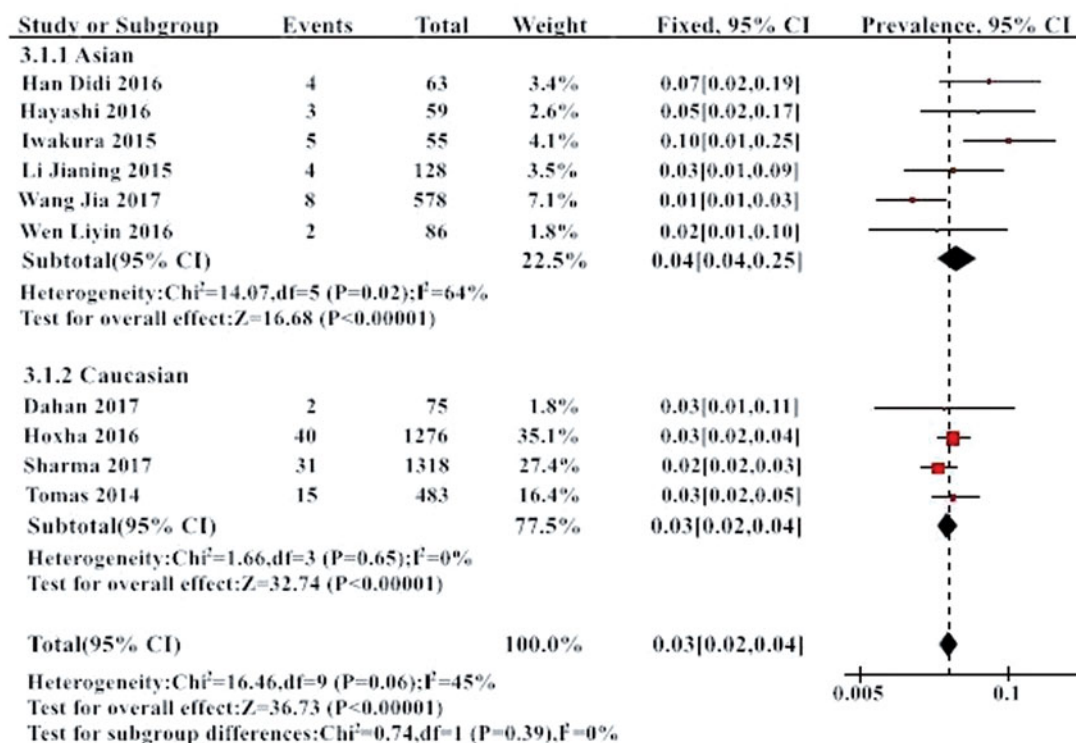 Study or Subgroup Events Total Weight Fixed, 95% CI Prevalence, 95% CI
3.1.1 Asian
Han Didi 2016 4 63 3.4% 0.07[0.02,0.19]
Hayashi 2016 3 59 2.6% 0.05[0.02,0.17]
Iwakura 2015 5 55 4.1% 0.10[0.01,0.25]
Li Jianing 2015 4 128 3.5% 0.03[0.01,0.09]
Wang Jia 2017 8 578 7.1% 0.01[0.01,0.03]
Wen Liyin 2016 2 86 1.8% 0.02[0.01,0.10]
Subtotal(95% CI) 22.5% 0.04[0.04,0.25]
Heterogeneity:Chi²=14.07,df=5 (P=0.02);I²=64%
Test for overall effect:Z=16.68 (P<0.00001)
3.1.2 Caucasian
Dahan 2017 2 75 1.8% 0.03[0.01,0.11]
Hoxha 2016 40 1276 35.1% 0.03[0.02,0.04]
Sharma 2017 31 1318 27.4% 0.02[0.02,0.03]
Tomas 2014 15 483 16.4% 0.03[0.02,0.05]
Subtotal(95% CI) 77.5% 0.03[0.02,0.04]
Heterogeneity:Chi²=1.66,df=3 (P=0.65);I²=0%
Test for overall effect:Z=32.74 (P<0.00001)
Total(95% CI) 100.0% 0.03[0.02,0.04]
Heterogeneity:Chi²=16.46,df=9 (P=0.06);I²=45%
Test for overall effect:Z=36.73 (P<0.00001)
Test for subgroup differences:Chi²=0.74,df=1 (P=0.39),I²=0%
0.005 0.1